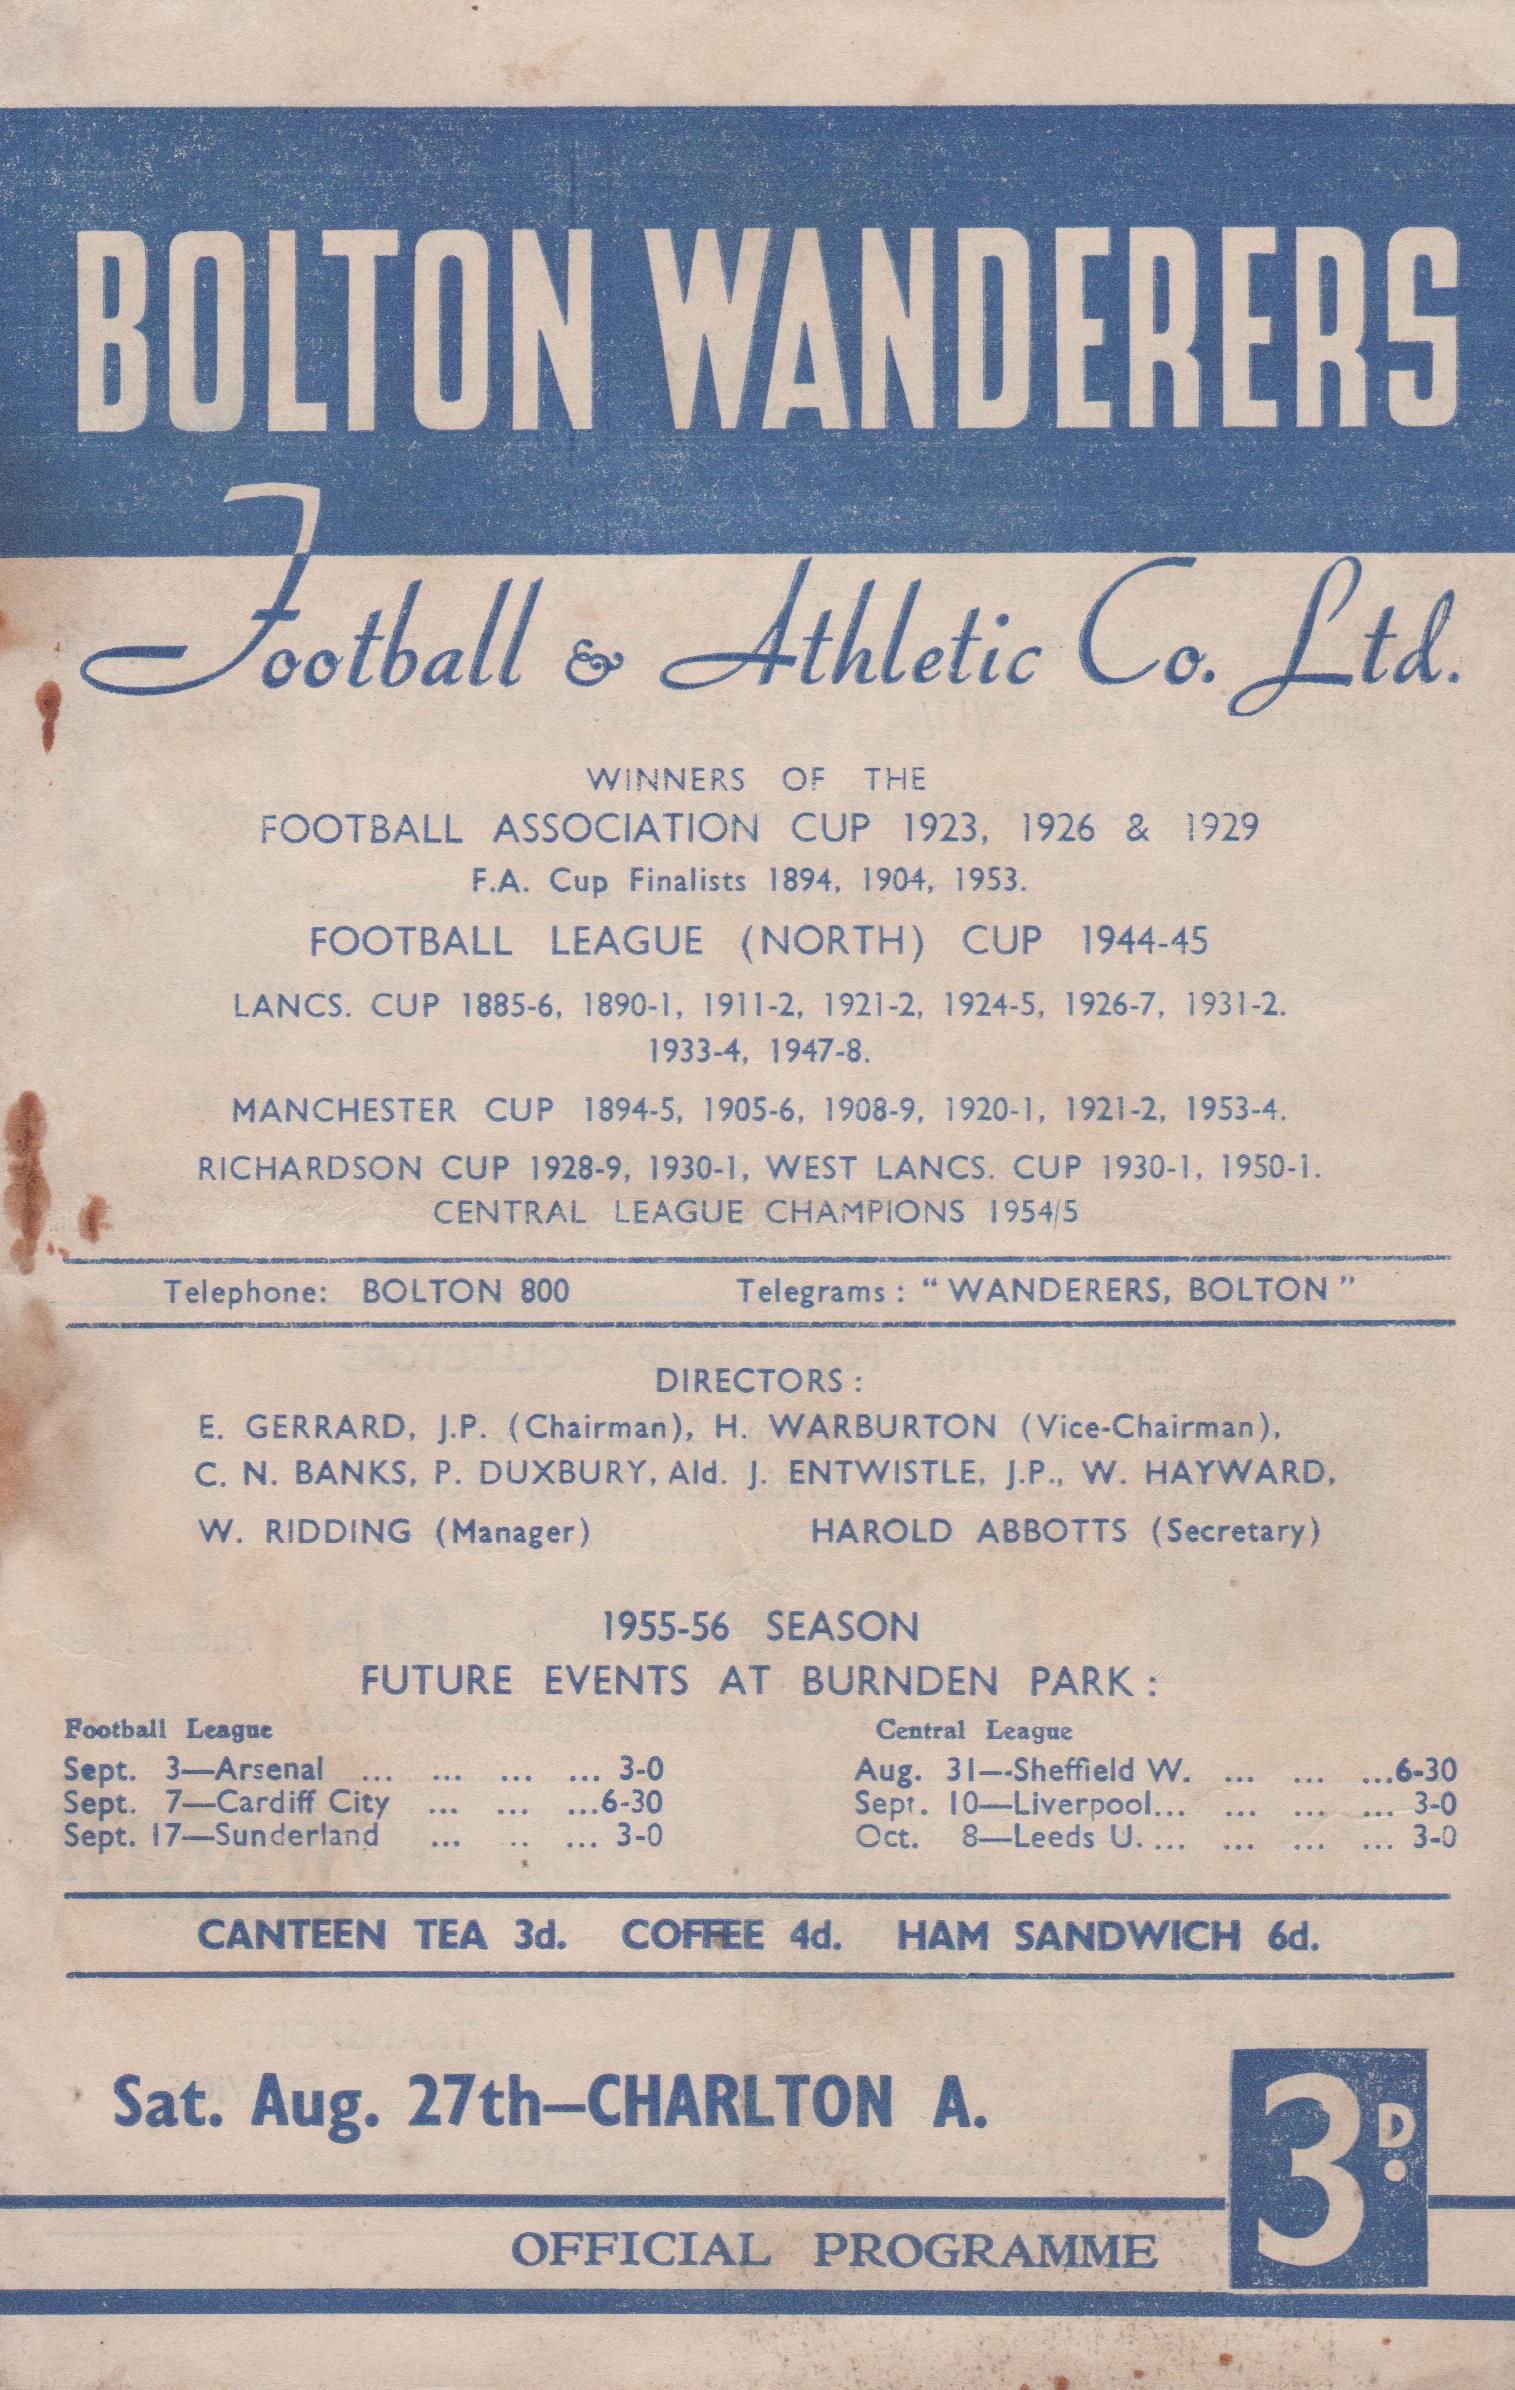 BOLTON WANDERERS
Football & Athletic Co. Ltd.
WINNERS OF THE
FOOTBALL ASSOCIATION CUP 1923, 1926 & 1929
F.A. Cup Finalists 1894, 1904, 1953.
FOOTBALL LEAGUE (NORTH) CUP 1944-45
LANCS. CUP 1885-6, 1890-1, 1911-2, 1921-2, 1924-5, 1926-7, 1931-2.
1933-4, 1947-8.
MANCHESTER CUP 1894-5, 1905-6, 1908-9, 1920-1, 1921-2, 1953-4.
RICHARDSON CUP 1928-9, 1930-1, WEST LANCS. CUP 1930-1, 1950-1.
CENTRAL LEAGUE CHAMPIONS 1954/5
Telephone: BOLTON 800 Telegrams : “ WANDERERS, BOLTON ”
DIRECTORS :
E. GERRARD, J.P. (Chairman), H. WARBURTON (Vice-Chairman),
C. N. BANKS, P. DUXBURY, Ald. J. ENTWISTLE, J.P., W. HAYWARD,
W. RIDDING (Manager) HAROLD ABBOTTS (Secretary)
1955-56 SEASON
FUTURE EVENTS AT BURNDEN PARK :
Football League
Sept. 3—Arsenal ... ... ... ... 3-0
Sept. 7—Cardiff City ... ... ...6-30
Sept. 17—Sunderland ... .. ... 3-0
Central League
Aug. 31—-Sheffield W. ... ... ...6-30
Sept. 10—Liverpool... ... ... ... 3-0
Oct. 8—Leeds U. ... ... ... ... 3-0
CANTEEN TEA 3d. COFFEE 4d. HAM SANDWICH 6d.
Sat. Aug. 27th—CHARLTON A.
3D.
OFFICIAL PROGRAMME